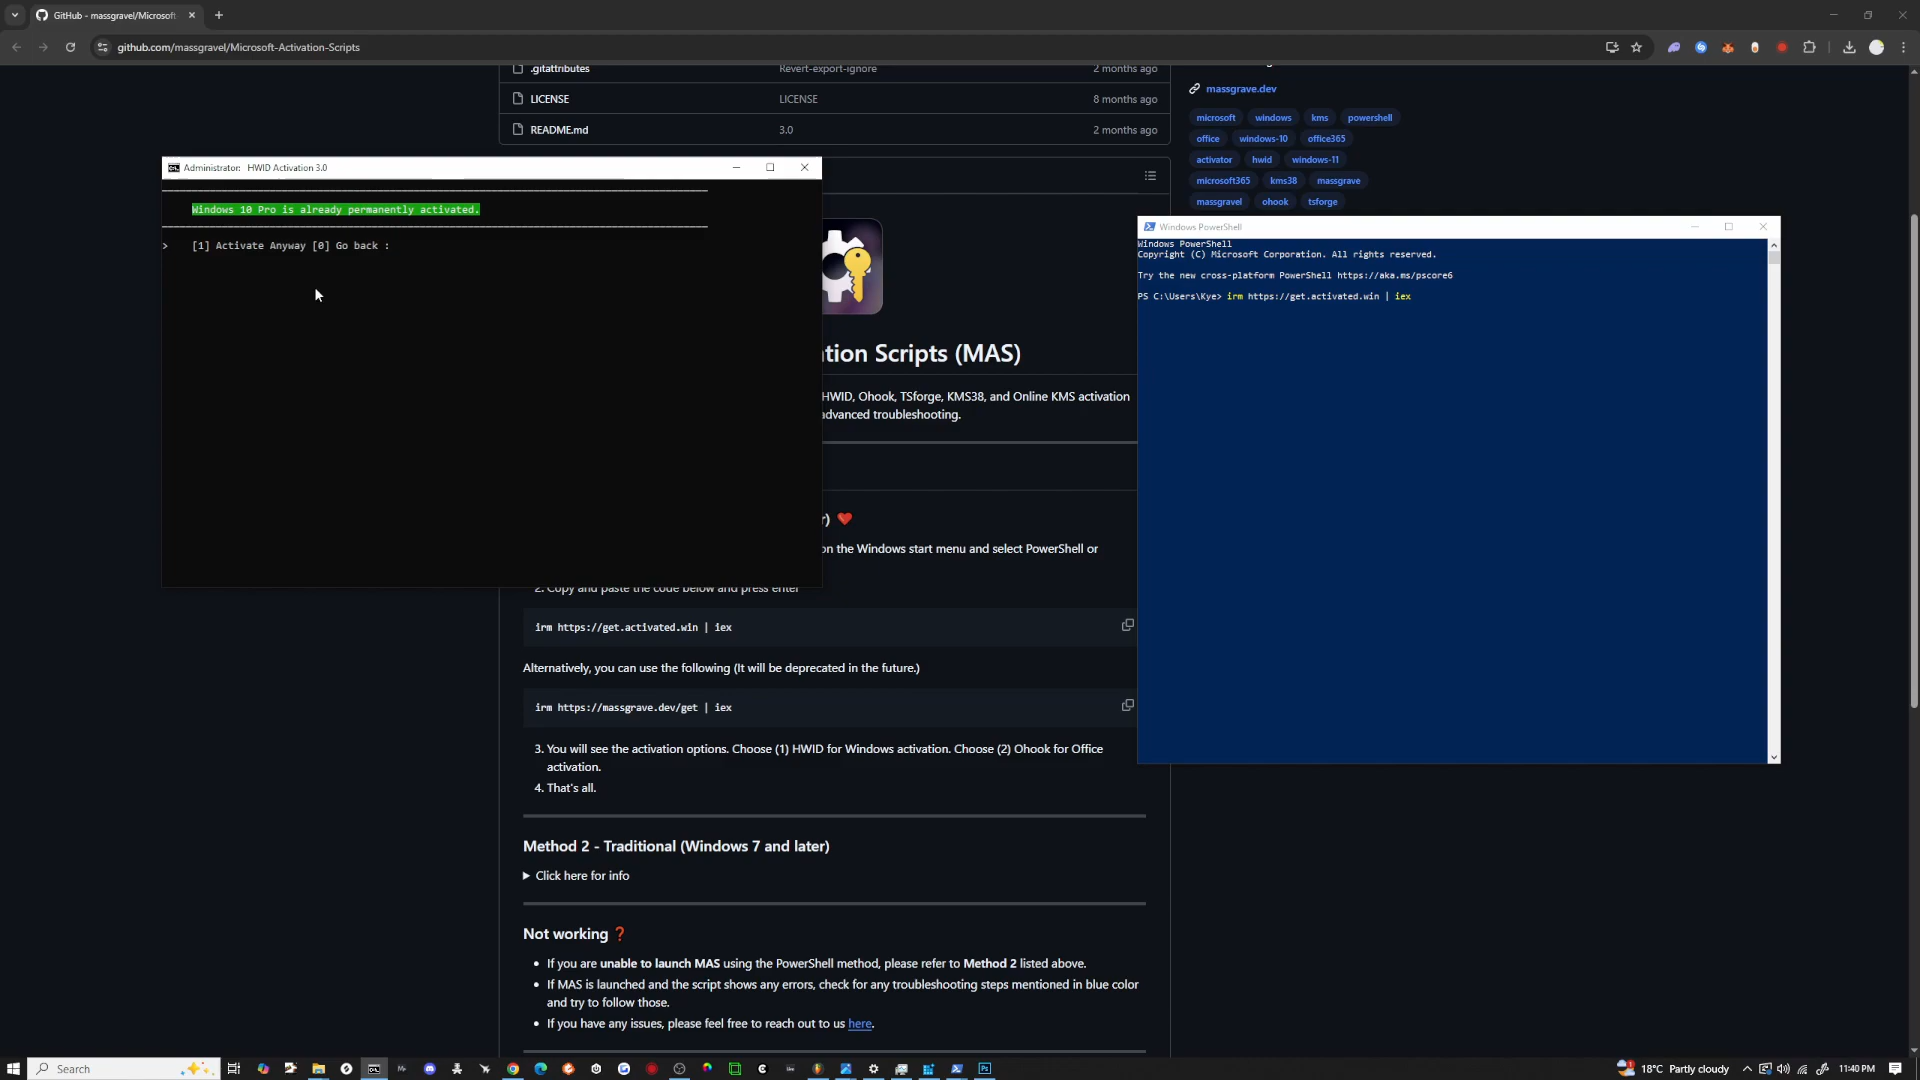 GitHub - massgravel/Microsoft
github.com/massgravel/Microsoft-Activation-Scripts
.gitattributes Revert-export-ignore 2 months ago
LICENSE LICENSE 8 months ago
README.md 3.0 2 months ago
massgrave.dev
microsoft windows kms powershell
office windows-10 office365
activator hwid windows-11
microsoft365 kms38 massgrave
massgravel ohook tsforge
Administrator: HWID Activation 3.0
Windows 10 Pro is already permanently activated.
> [1] Activate Anyway [0] Go back :
Windows PowerShell
Windows PowerShell
Copyright (C) Microsoft Corporation. All rights reserved.
Try the new cross-platform PowerShell https://aka.ms/pscore6
PS C:\Users\Kye> irm https://get.activated.win | iex
ation Scripts (MAS)
HWID, Ohook, TSforge, KMS38, and Online KMS activation
advanced troubleshooting.
r) ❤️
on the Windows start menu and select PowerShell or
2. Copy and paste the code below and press enter
irm https://get.activated.win | iex
Alternatively, you can use the following (It will be deprecated in the future.)
irm https://massgrave.dev/get | iex
3. You will see the activation options. Choose (1) HWID for Windows activation. Choose (2) Ohook for Office
activation.
4. That's all.
Method 2 - Traditional (Windows 7 and later)
Click here for info
Not working ❓
• If you are unable to launch MAS using the PowerShell method, please refer to Method 2 listed above.
• If MAS is launched and the script shows any errors, check for any troubleshooting steps mentioned in blue color
and try to follow those.
• If you have any issues, please feel free to reach out to us here.
Search
18°C Partly cloudy
11:40 PM